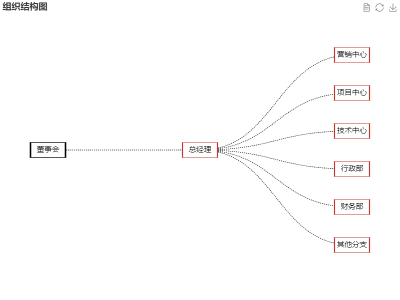 组织结构图
营销中心
项目中心
技术中心
董事会
总经理
行政部
财务部
其他分支